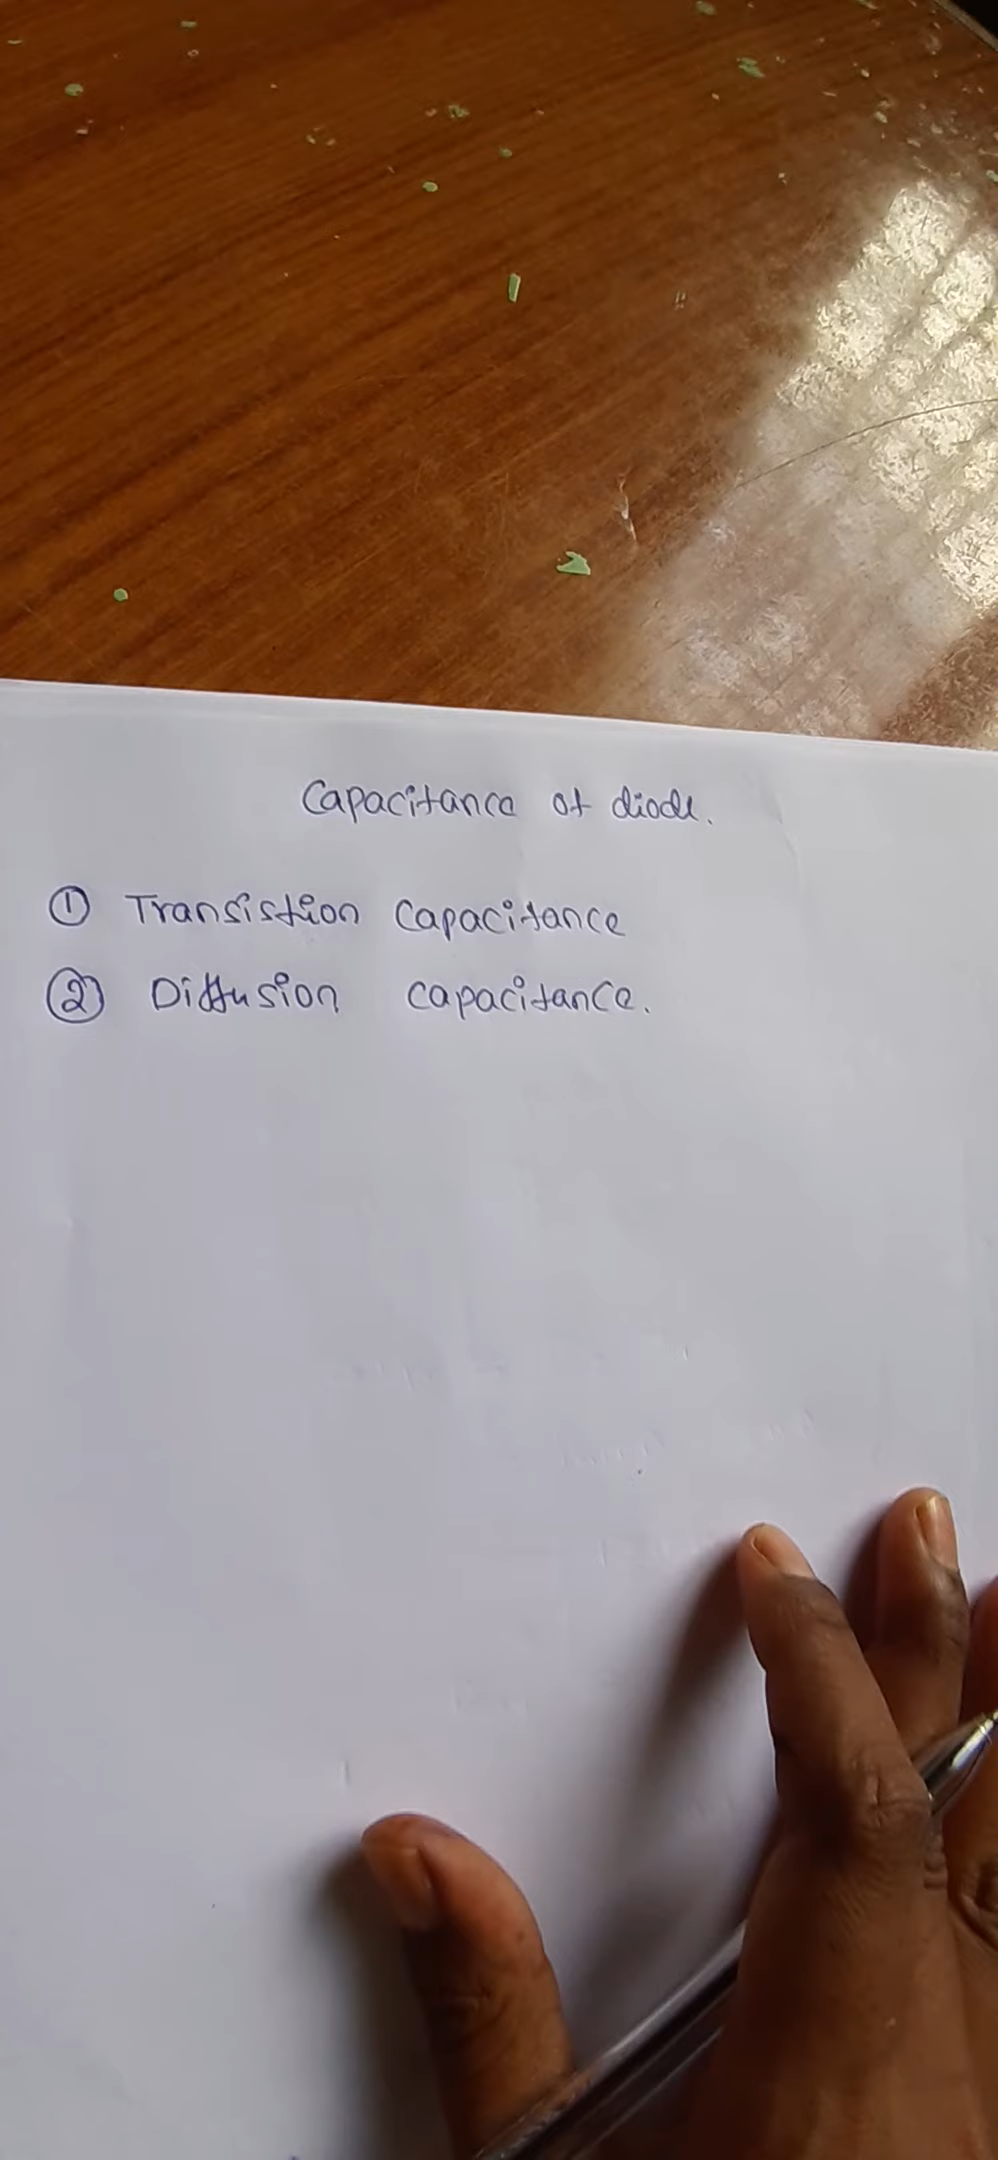 Capacitance of diode.
① Transistion Capacitance
② Diffusion capacitance.